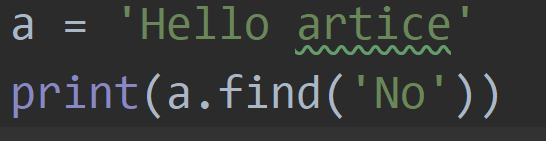 a = 'Hello artice'
print(a.find('No'))